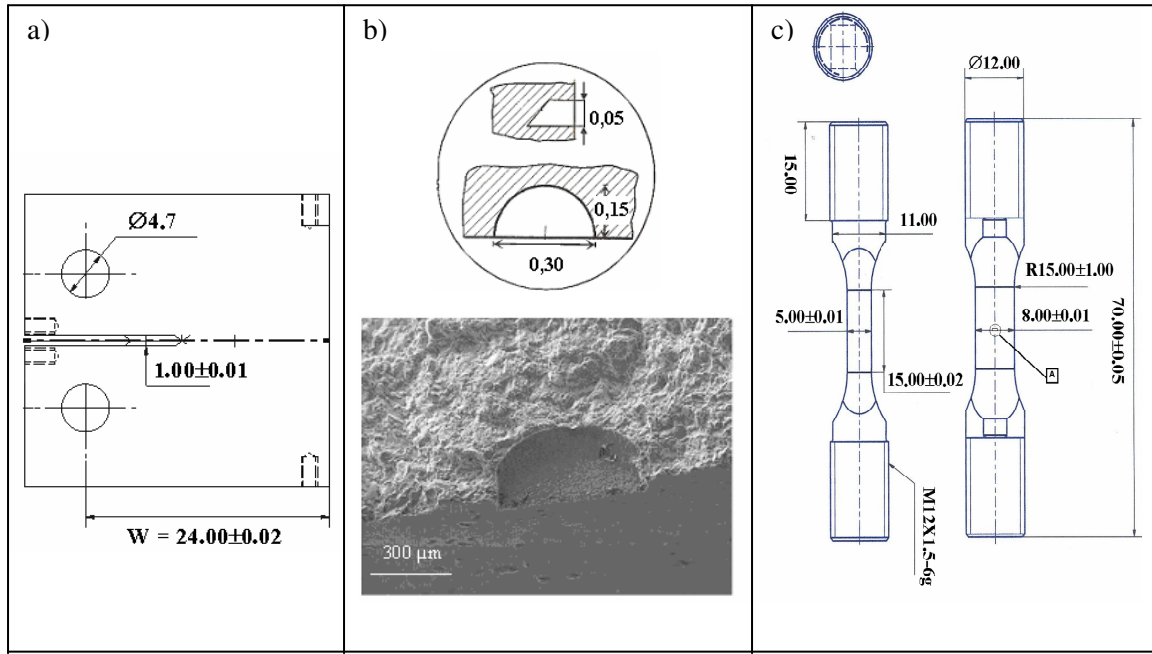 a)
Ø4.7
1.00±0.01
W = 24.00±0.02
b)
0,05
0,15
0,30
300 µm
c)
Ø12.00
15.00
11.00
R15.00±1.00
5.00±0.01
8.00±0.01
70.00±0.05
A
15.00±0.02
M12X1.5-6g